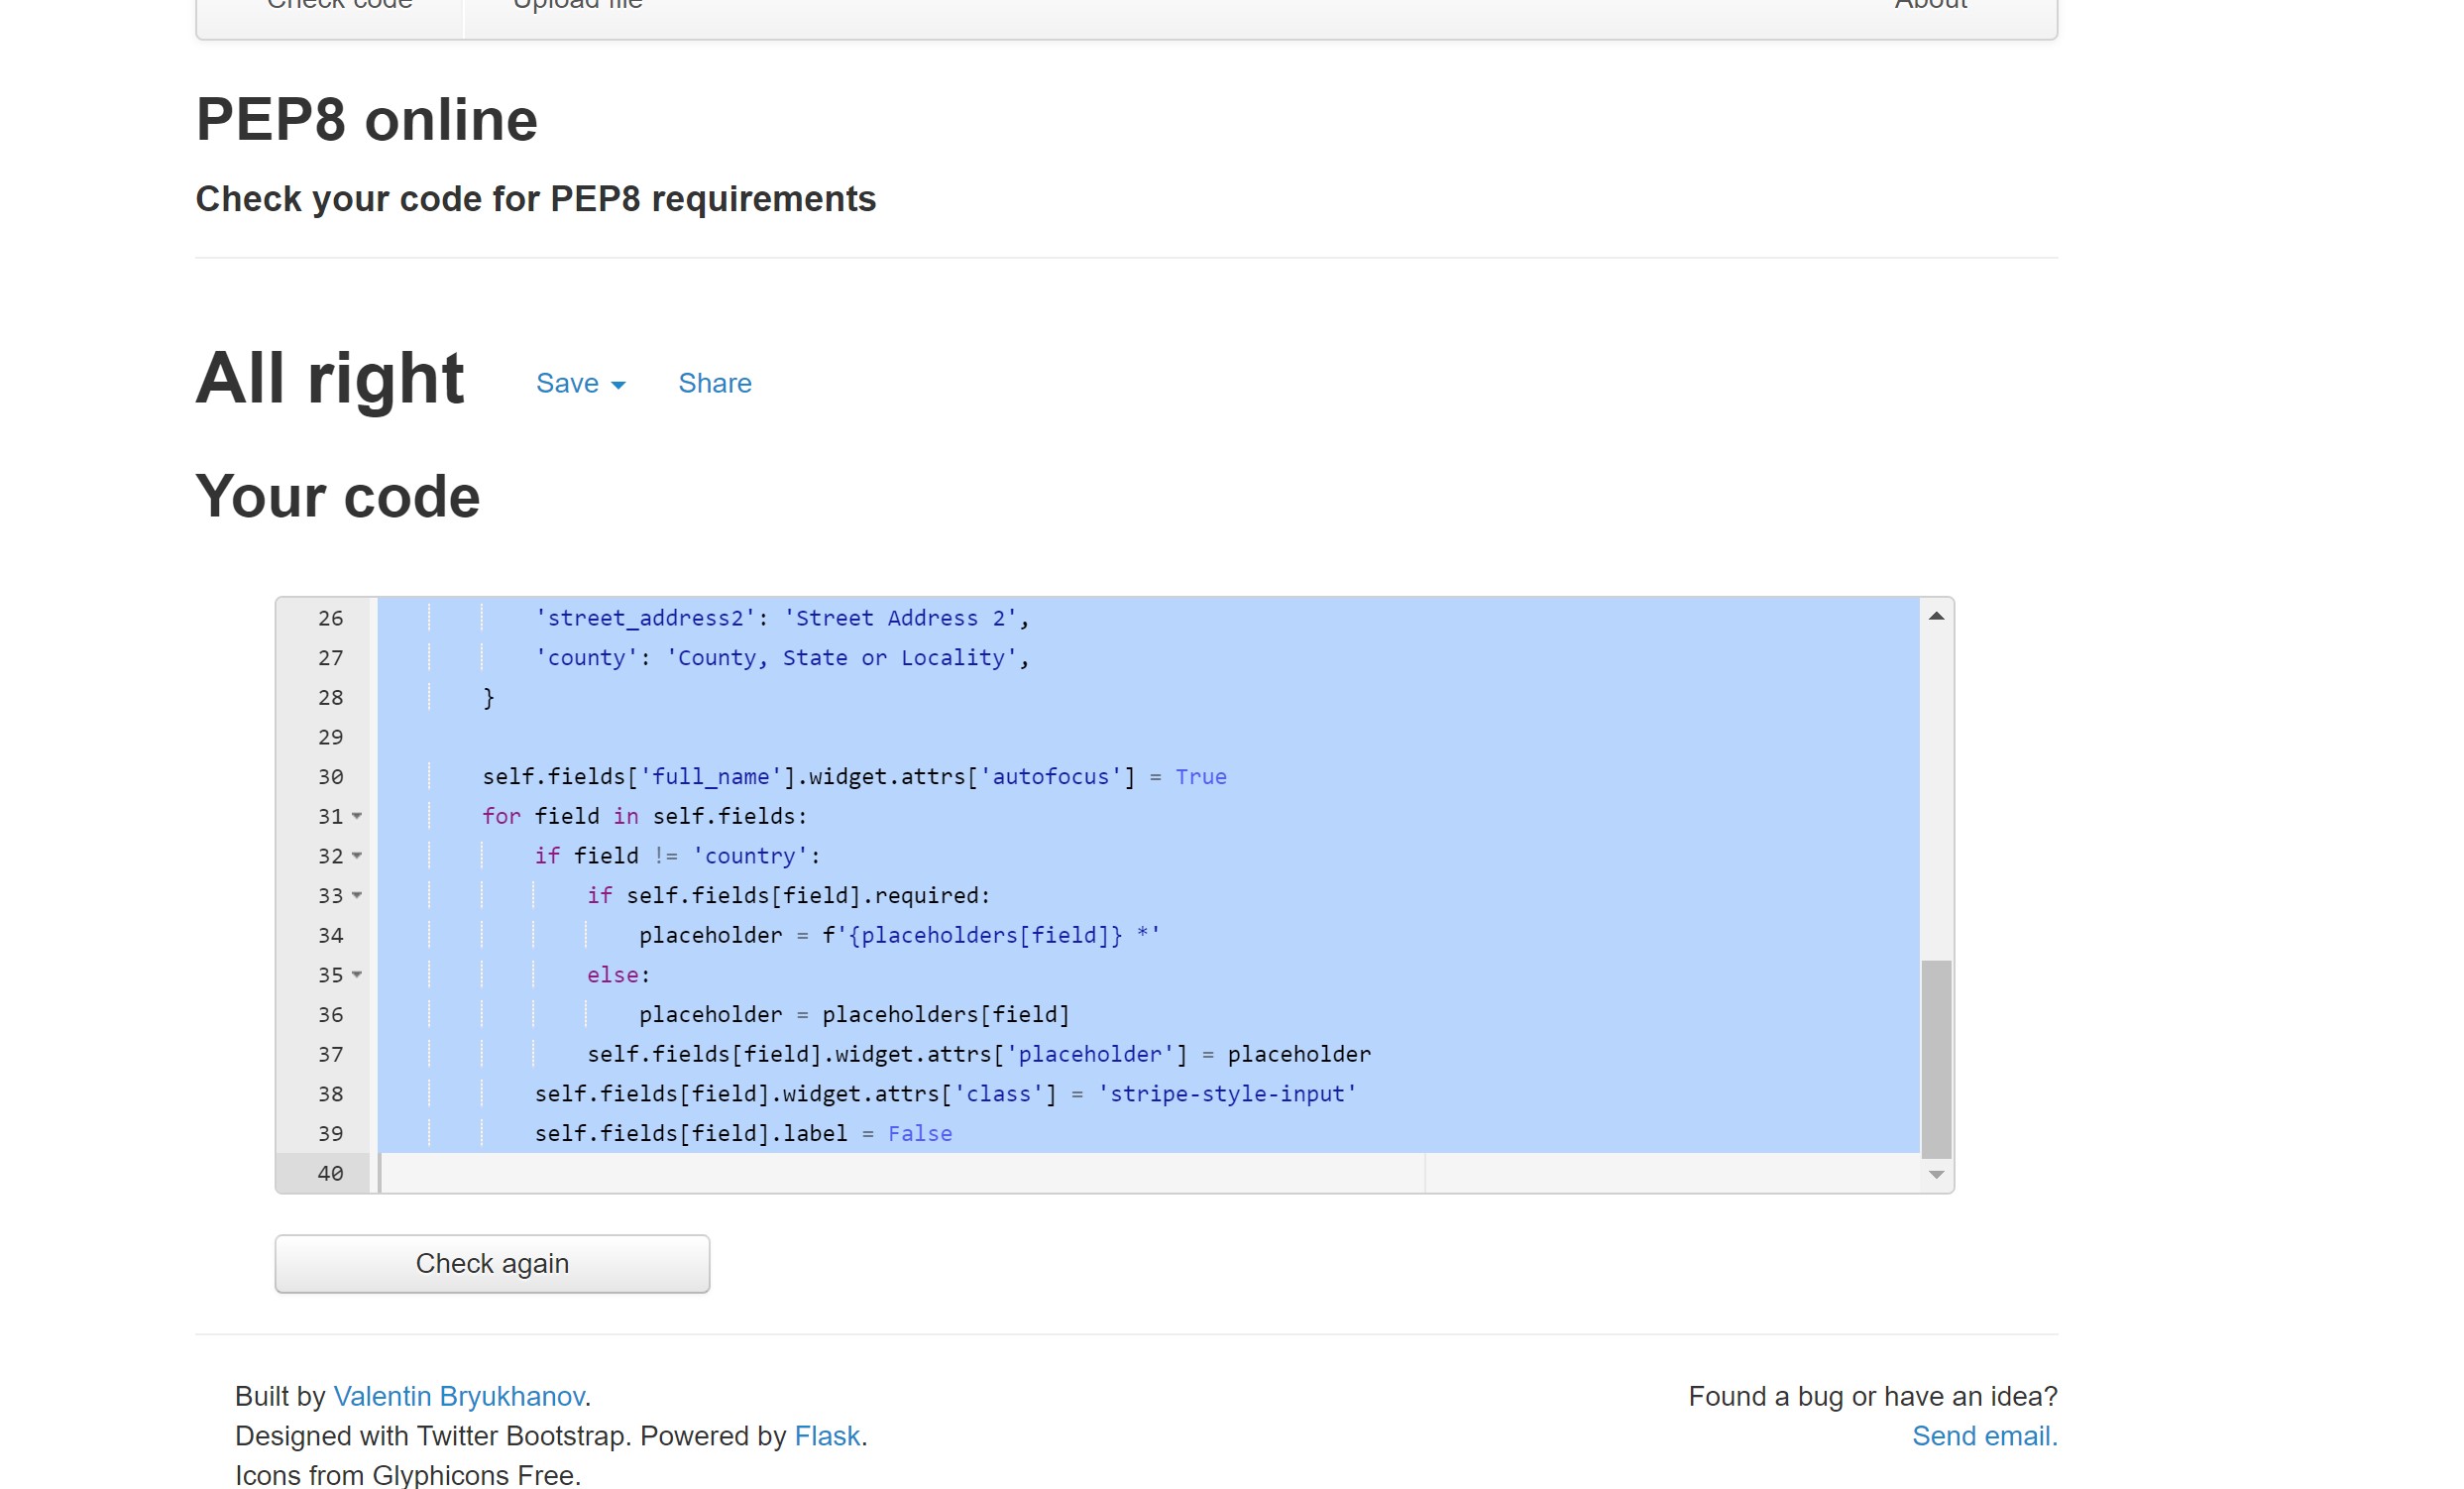 Check code Upload file About
PEP8 online
Check your code for PEP8 requirements
All right Save Share
Your code
26 'street_address2': 'Street Address 2',
27 'county': 'County, State or Locality',
28 }
29
30 self.fields['full_name'].widget.attrs['autofocus'] = True
31 for field in self.fields:
32 if field != 'country':
33 if self.fields[field].required:
34 placeholder = f'{placeholders[field]} *'
35 else:
36 placeholder = placeholders[field]
37 self.fields[field].widget.attrs['placeholder'] = placeholder
38 self.fields[field].widget.attrs['class'] = 'stripe-style-input'
39 self.fields[field].label = False
40
Check again
Built by Valentin Bryukhanov. Found a bug or have an idea?
Designed with Twitter Bootstrap. Powered by Flask. Send email.
Icons from Glyphicons Free.